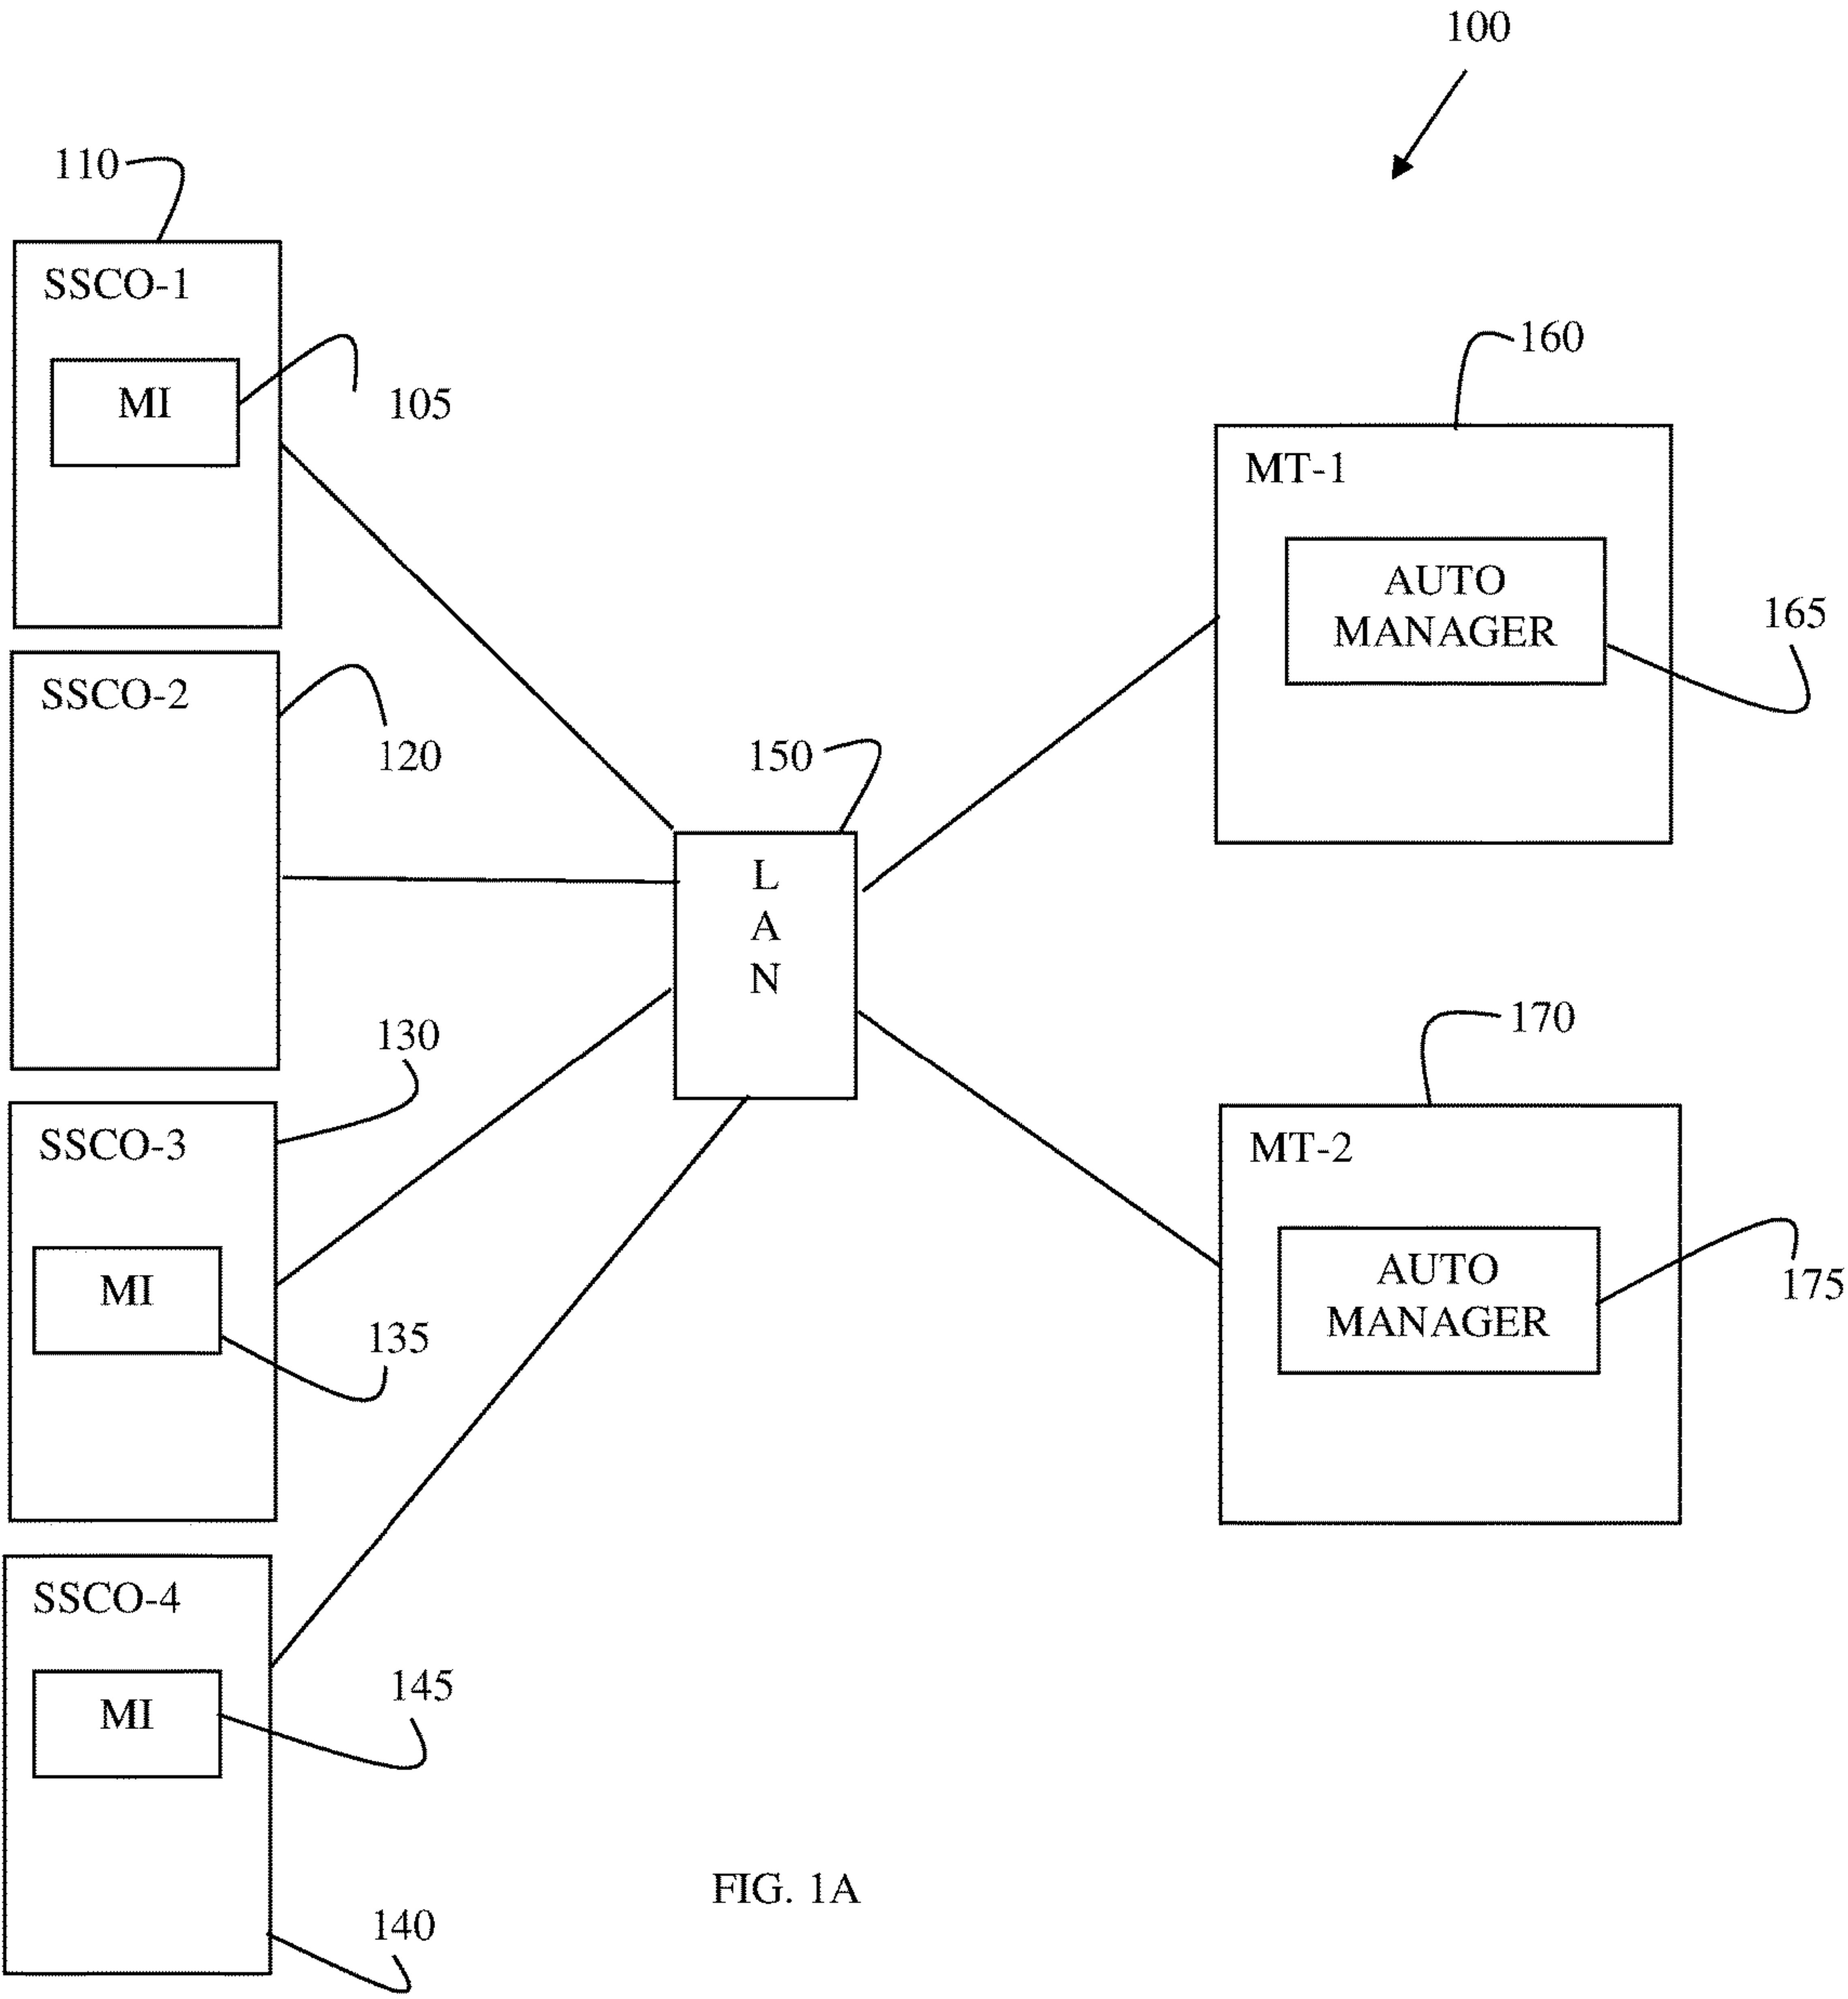 100
110
SSCO-1
MI
105
160
MT-1
AUTO
MANAGER
165
SSCO-2
120
150
L
A
N
130
SSCO-3
MI
135
170
MT-2
AUTO
MANAGER
175
SSCO-4
MI
145
140
FIG. 1A